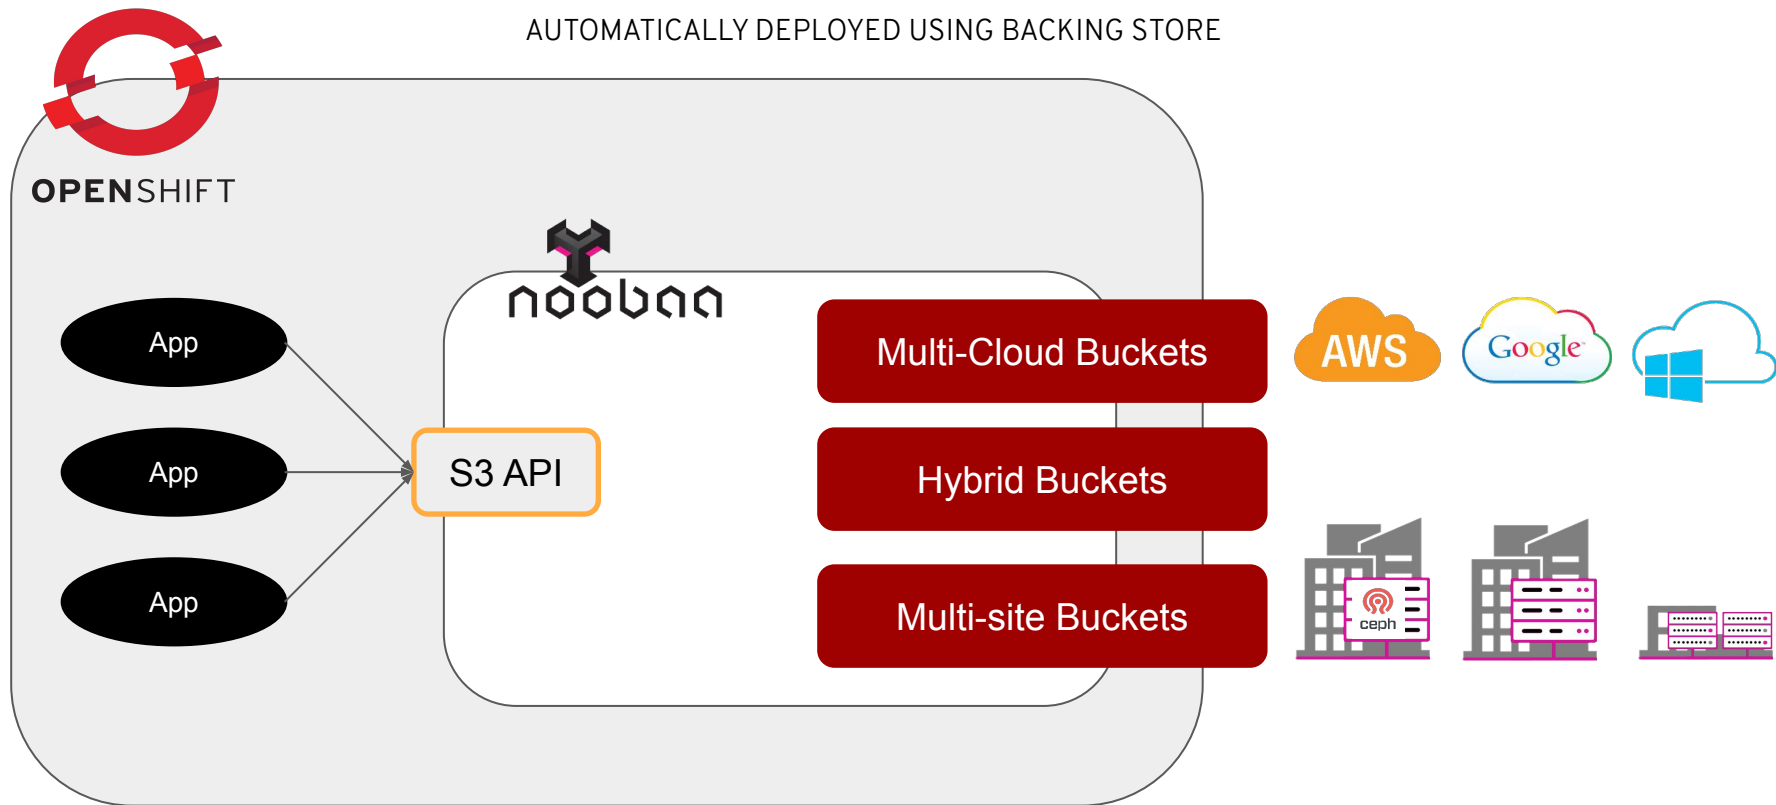 AUTOMATICALLY DEPLOYED USING BACKING STORE
OPENSHIFT
noobaa
App
App
App
S3 API
Multi-Cloud Buckets
Hybrid Buckets
Multi-site Buckets
AWS
Google
ceph